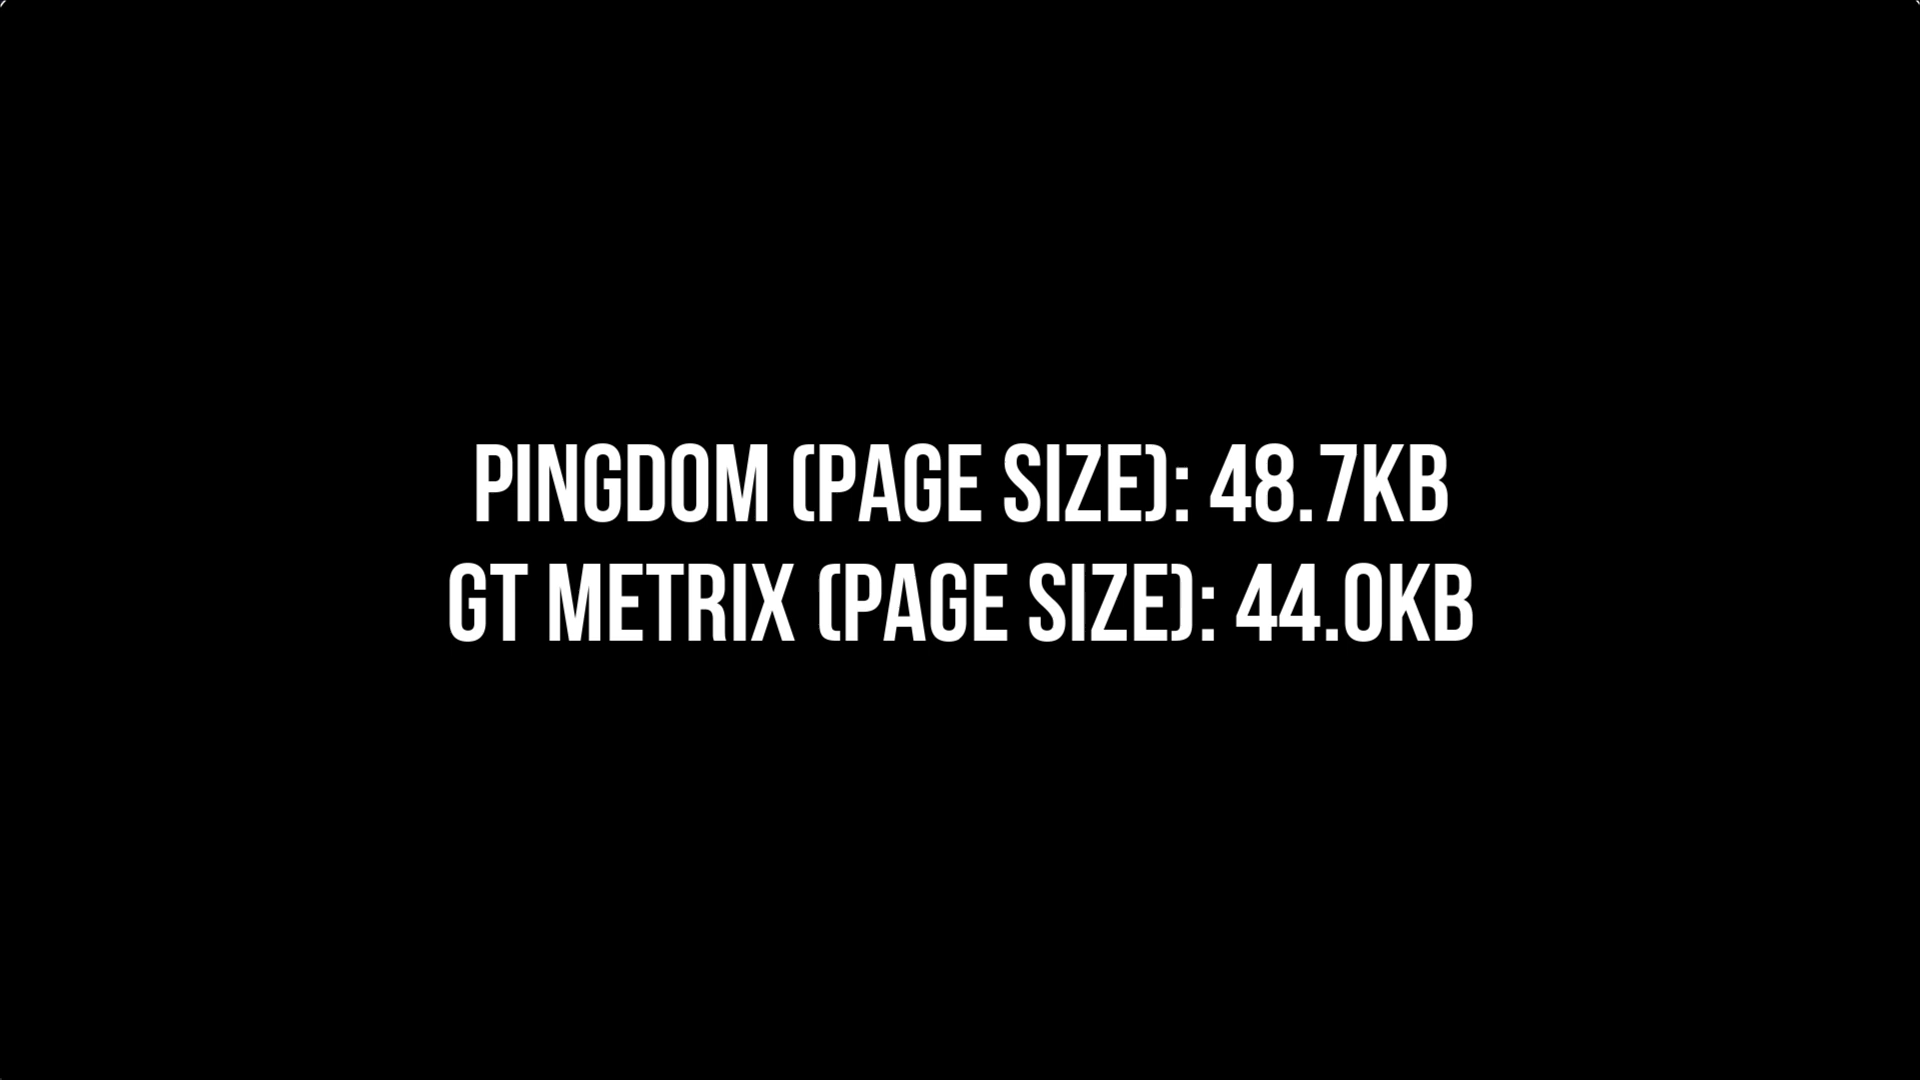 PINGDOM (PAGE SIZE): 48.7KB
GT METRIX (PAGE SIZE): 44.0KB